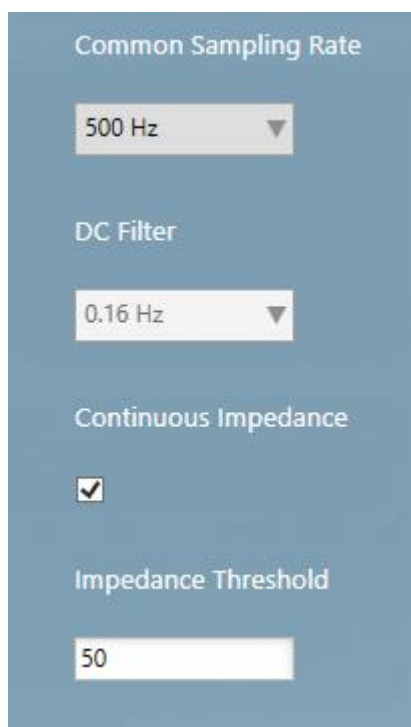 Common Sampling Rate
500 Hz
DC Filter
0.16 Hz
Continuous Impedance
Impedance Threshold
50